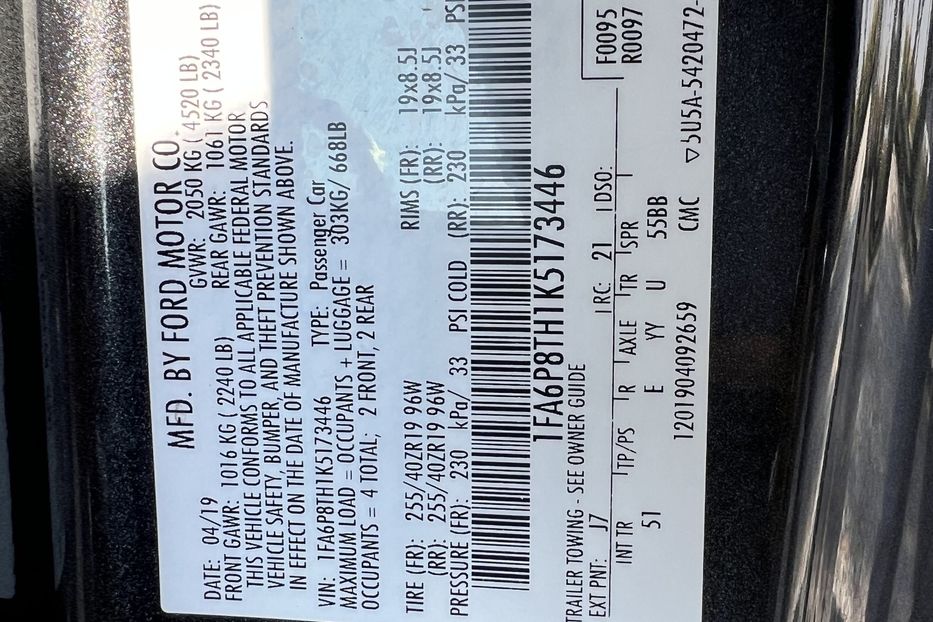 MFD. BY FORD MOTOR CO.
DATE: 04/19 GVWR: 2050 KG ( 4520 LB)
FRONT GAWR: 1016 KG ( 2240 LB) REAR GAWR: 1061 KG ( 2340 LB)
THIS VEHICLE CONFORMS TO ALL APPLICABLE FEDERAL MOTOR
VEHICLE SAFETY, BUMPER, AND THEFT PREVENTION STANDARDS
IN EFFECT ON THE DATE OF MANUFACTURE SHOWN ABOVE.
VIN: 1FA6P8TH1K5173446 TYPE: Passenger Car
MAXIMUM LOAD = OCCUPANTS + LUGGAGE = 303KG/ 668LB
OCCUPANTS = 4 TOTAL; 2 FRONT, 2 REAR
TIRE (FR): 255/40ZR19 96W RIMS (FR): 19x8.5J
(RR): 255/40ZR19 96W (RR): 19x8.5J
PRESSURE (FR): 230 kPa/ 33 PSI COLD (RR): 230 kPa/ 33 PSI
1FA6P8TH1K5173446
TRAILER TOWING - SEE OWNER GUIDE F0095
EXT PNT: J7 RC: 21 DSO: R0097
INT TR TP/PS R AXLE TR SPR
51 E YY U 55BB
1201904092659 CMC 5U5A-5420472-